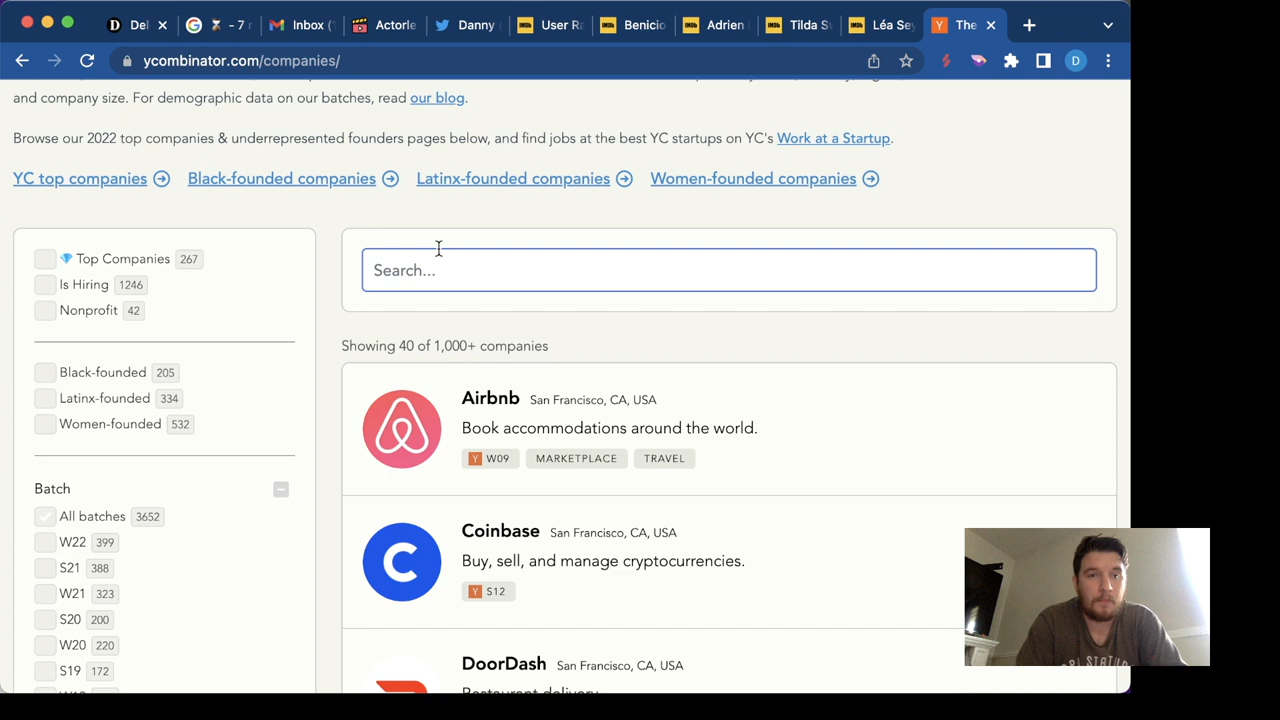 Del
- 7
Inbox (
Actorle
Danny
User Ra
Benicio
Adrien
Tilda S
Léa Sey
The
ycombinator.com/companies/
D
and company size. For demographic data on our batches, read our blog.
Browse our 2022 top companies & underrepresented founders pages below, and find jobs at the best YC startups on YC's Work at a Startup.
YC top companies
Black-founded companies
Latinx-founded companies
Women-founded companies
Top Companies 267
Is Hiring 1246
Nonprofit 42
Black-founded 205
Latinx-founded 334
Women-founded 532
Batch
All batches 3652
W22 399
S21 388
W21 323
S20 200
W20 220
S19 172
Search...
Showing 40 of 1,000+ companies
Airbnb San Francisco, CA, USA
Book accommodations around the world.
Y W09 MARKETPLACE TRAVEL
Coinbase San Francisco, CA, USA
Buy, sell, and manage cryptocurrencies.
Y S12
DoorDash San Francisco, CA, USA
Restaurant delivery.